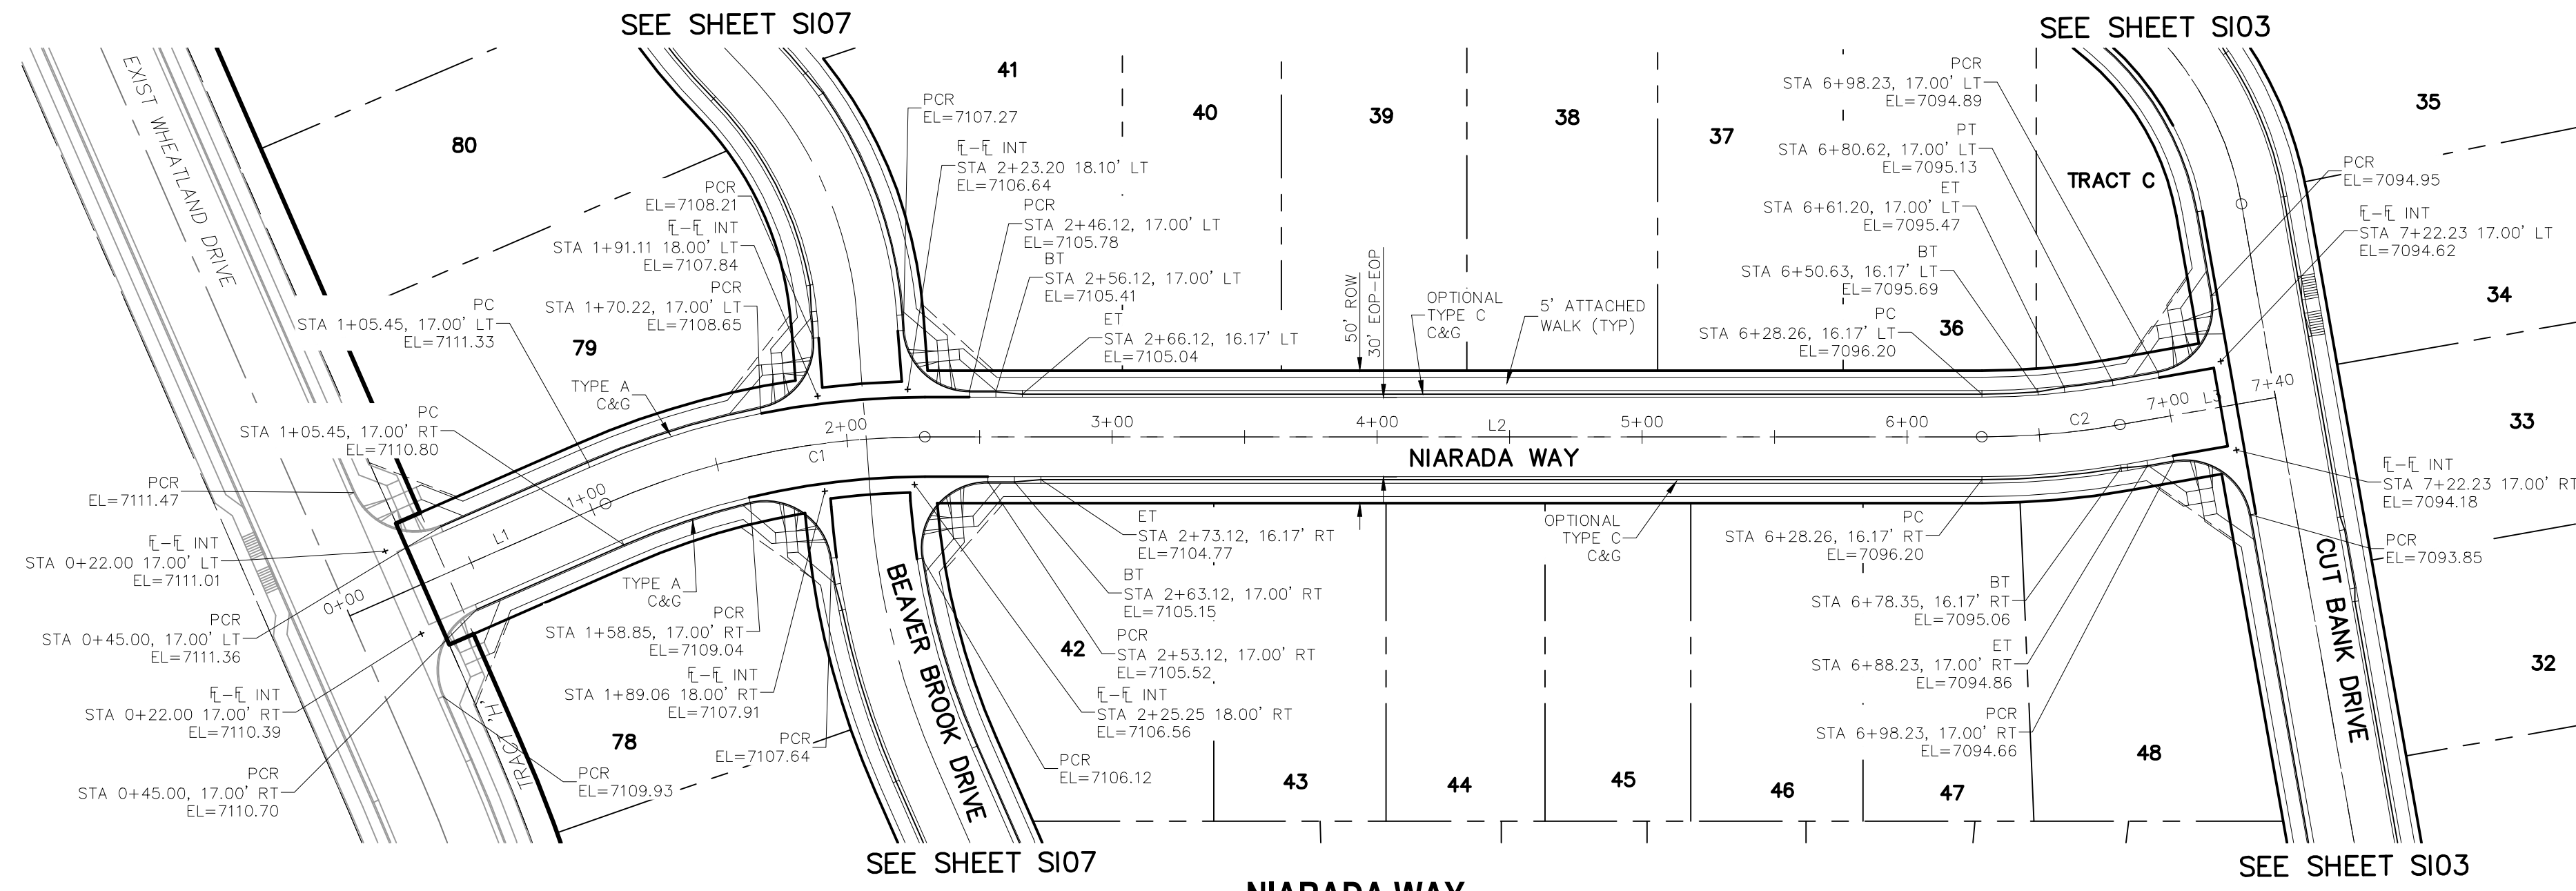 SEE SHEET SI07
SEE SHEET SI03
EXIST WHEATLAND DRIVE
80
41
40
39
38
37
36
35
34
33
32
TRACT C
79
PCR
EL=7107.27
℄-℄ INT
STA 2+23.20 18.10' LT
EL=7106.64
PCR
STA 2+46.12, 17.00' LT
EL=7105.78
BT
STA 2+56.12, 17.00' LT
EL=7105.41
ET
STA 2+66.12, 16.17' LT
EL=7105.04
PCR
EL=7108.21
℄-℄ INT
STA 1+91.11 18.00' LT
EL=7107.84
PCR
STA 1+70.22, 17.00' LT
EL=7108.65
PC
STA 1+05.45, 17.00' LT
EL=7111.33
TYPE A
C&G
PC
STA 1+05.45, 17.00' RT
EL=7110.80
PCR
EL=7111.47
℄-℄ INT
STA 0+22.00 17.00' LT
EL=7111.01
PCR
STA 0+45.00, 17.00' LT
EL=7111.36
℄-℄ INT
STA 0+22.00 17.00' RT
EL=7110.39
PCR
STA 0+45.00, 17.00' RT
EL=7110.70
50' ROW
30' EOP-EOP
OPTIONAL
TYPE C
C&G
5' ATTACHED
WALK (TYP)
PCR
STA 6+98.23, 17.00' LT
EL=7094.89
PT
STA 6+80.62, 17.00' LT
EL=7095.13
ET
STA 6+61.20, 17.00' LT
EL=7095.47
BT
STA 6+50.63, 16.17' LT
EL=7095.69
PC
STA 6+28.26, 16.17' LT
EL=7096.20
PCR
EL=7094.95
℄-℄ INT
STA 7+22.23 17.00' LT
EL=7094.62
0+00
L1
1+00
C1
2+00
3+00
4+00
L2
5+00
6+00
C2
7+00
L3
7+40
NIARADA WAY
℄-℄ INT
STA 7+22.23 17.00' RT
EL=7094.18
PCR
EL=7093.85
TYPE A
C&G
PCR
STA 1+58.85, 17.00' RT
EL=7109.04
℄-℄ INT
STA 1+89.06 18.00' RT
EL=7107.91
PCR
EL=7107.64
78
TRACT 'H'
PCR
EL=7109.93
BEAVER BROOK DRIVE
ET
STA 2+73.12, 16.17' RT
EL=7104.77
BT
STA 2+63.12, 17.00' RT
EL=7105.15
PCR
STA 2+53.12, 17.00' RT
EL=7105.52
℄-℄ INT
STA 2+25.25 18.00' RT
EL=7106.56
PCR
EL=7106.12
42
43
44
45
46
47
48
OPTIONAL
TYPE C
C&G
PC
STA 6+28.26, 16.17' RT
EL=7096.20
BT
STA 6+78.35, 16.17' RT
EL=7095.06
ET
STA 6+88.23, 17.00' RT
EL=7094.86
PCR
STA 6+98.23, 17.00' RT
EL=7094.66
CUT BANK DRIVE
SEE SHEET SI07
SEE SHEET SI03
NIARADA WAY